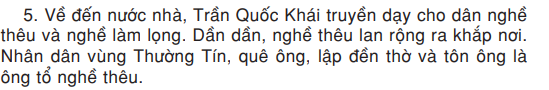 5. Về đến nước nhà, Trần Quốc Khái truyền dạy cho dân nghề
thêu và nghề làm lọng. Dần dần, nghề thêu lan rộng ra khắp nơi.
Nhân dân vùng Thường Tín, quê ông, lập đền thờ và tôn ông là
ông tổ nghề thêu.